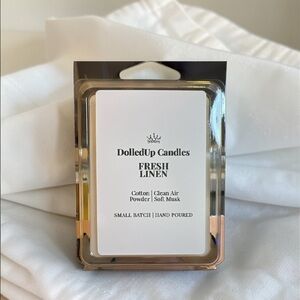 DolledUp Candles
FRESH
LINEN
Cotton | Clean Air
Powder | Soft Musk
SMALL BATCH | HAND POURED